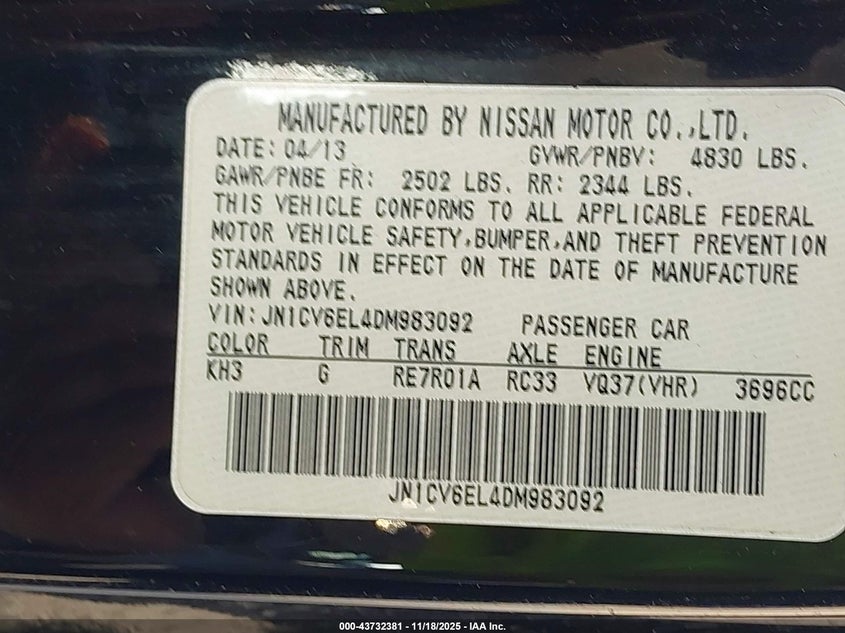 MANUFACTURED BY NISSAN MOTOR CO.,LTD.
DATE: 04/13 GVWR/PNBV: 4830 LBS.
GAWR/PNBE FR: 2502 LBS. RR: 2344 LBS.
THIS VEHICLE CONFORMS TO ALL APPLICABLE FEDERAL
MOTOR VEHICLE SAFETY,BUMPER,AND THEFT PREVENTION
STANDARDS IN EFFECT ON THE DATE OF MANUFACTURE
SHOWN ABOVE.
VIN:JN1CV6EL4DM983092 PASSENGER CAR
COLOR TRIM TRANS AXLE ENGINE
KH3 G RE7R01A RC33 VQ37(VHR) 3696CC
JN1CV6EL4DM983092
000-43732381 - 11/18/2025 - IAA Inc.